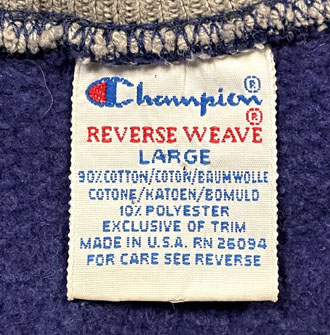 Champion®
REVERSE WEAVE®
LARGE
90% COTTON/COTON/BAUMWOLLE
COTONE/KATOEN/BOMULD
10% POLYESTER
EXCLUSIVE OF TRIM
MADE IN U.S.A. RN 26094
FOR CARE SEE REVERSE